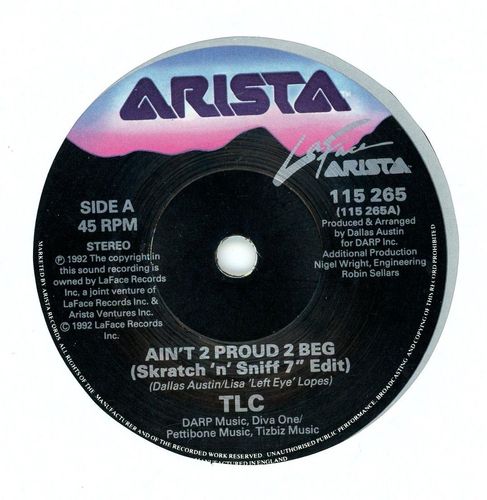 ARISTA
LaFace
ARISTA
115 265
(115 265A)
Produced & Arranged
by Dallas Austin
for DARP Inc.
Additional Production
Nigel Wright, Engineering
Robin Sellars
SIDE A
45 RPM
STEREO
℗ 1992 The copyright in
this sound recording is
owned by LaFace Records
Inc., a joint venture of
LaFace Records Inc. &
Arista Ventures Inc.
© 1992 LaFace Records
Inc.
AIN'T 2 PROUD 2 BEG
(Skratch 'n' Sniff 7" Edit)
(Dallas Austin/Lisa 'Left Eye' Lopes)
TLC
DARP Music, Diva One/
Pettibone Music, Tizbiz Music
MARKETED BY ARISTA RECORDS. ALL RIGHTS OF THE MANUFACTURER AND OF THE OWNER OF THE RECORDED WORK RESERVED. UNAUTHORISED PUBLIC PERFORMANCE, BROADCASTING AND COPYING OF THIS RECORD PROHIBITED
MANUFACTURED IN ENGLAND